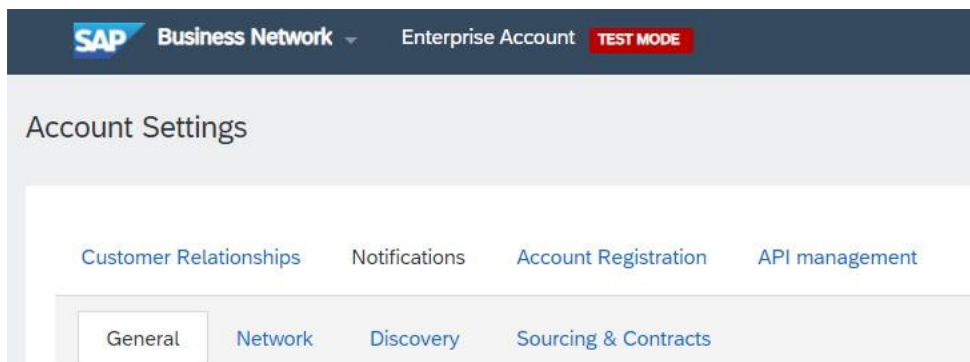 SAP Business Network Enterprise Account TEST MODE
Account Settings
Customer Relationships Notifications Account Registration API management
General Network Discovery Sourcing & Contracts